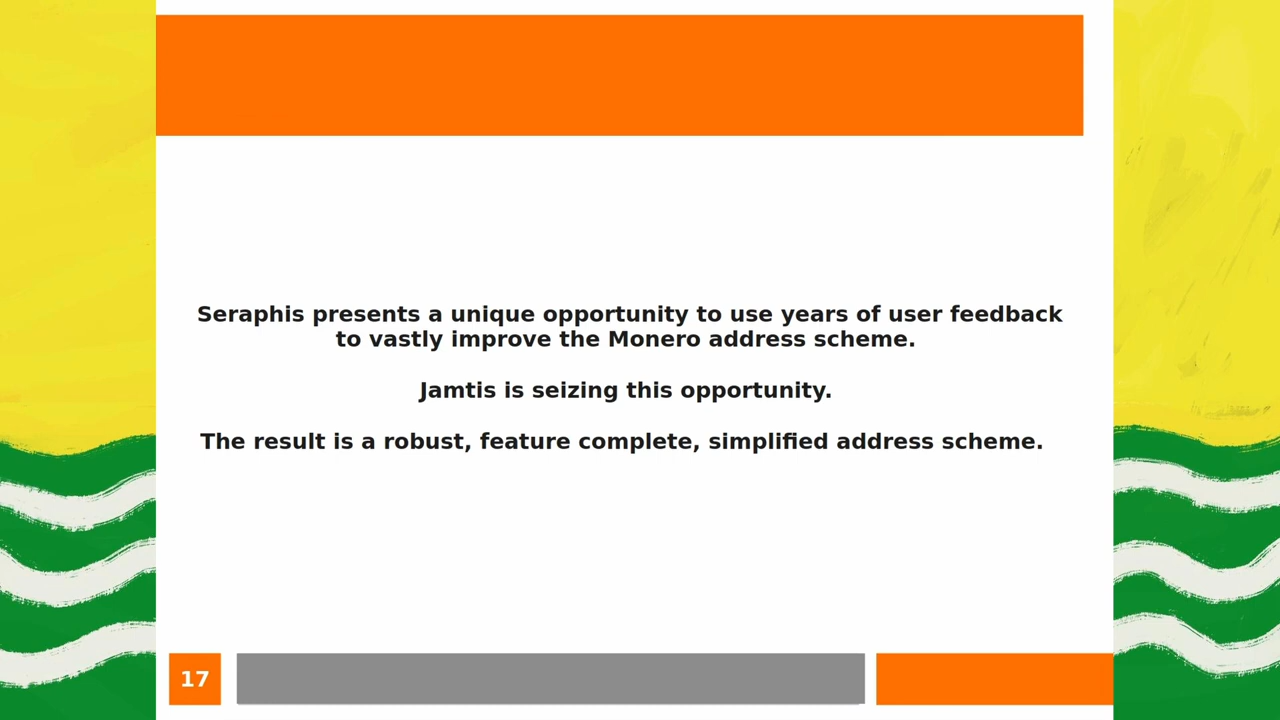 Seraphis presents a unique opportunity to use years of user feedback
to vastly improve the Monero address scheme.
Jamtis is seizing this opportunity.
The result is a robust, feature complete, simplified address scheme.
17